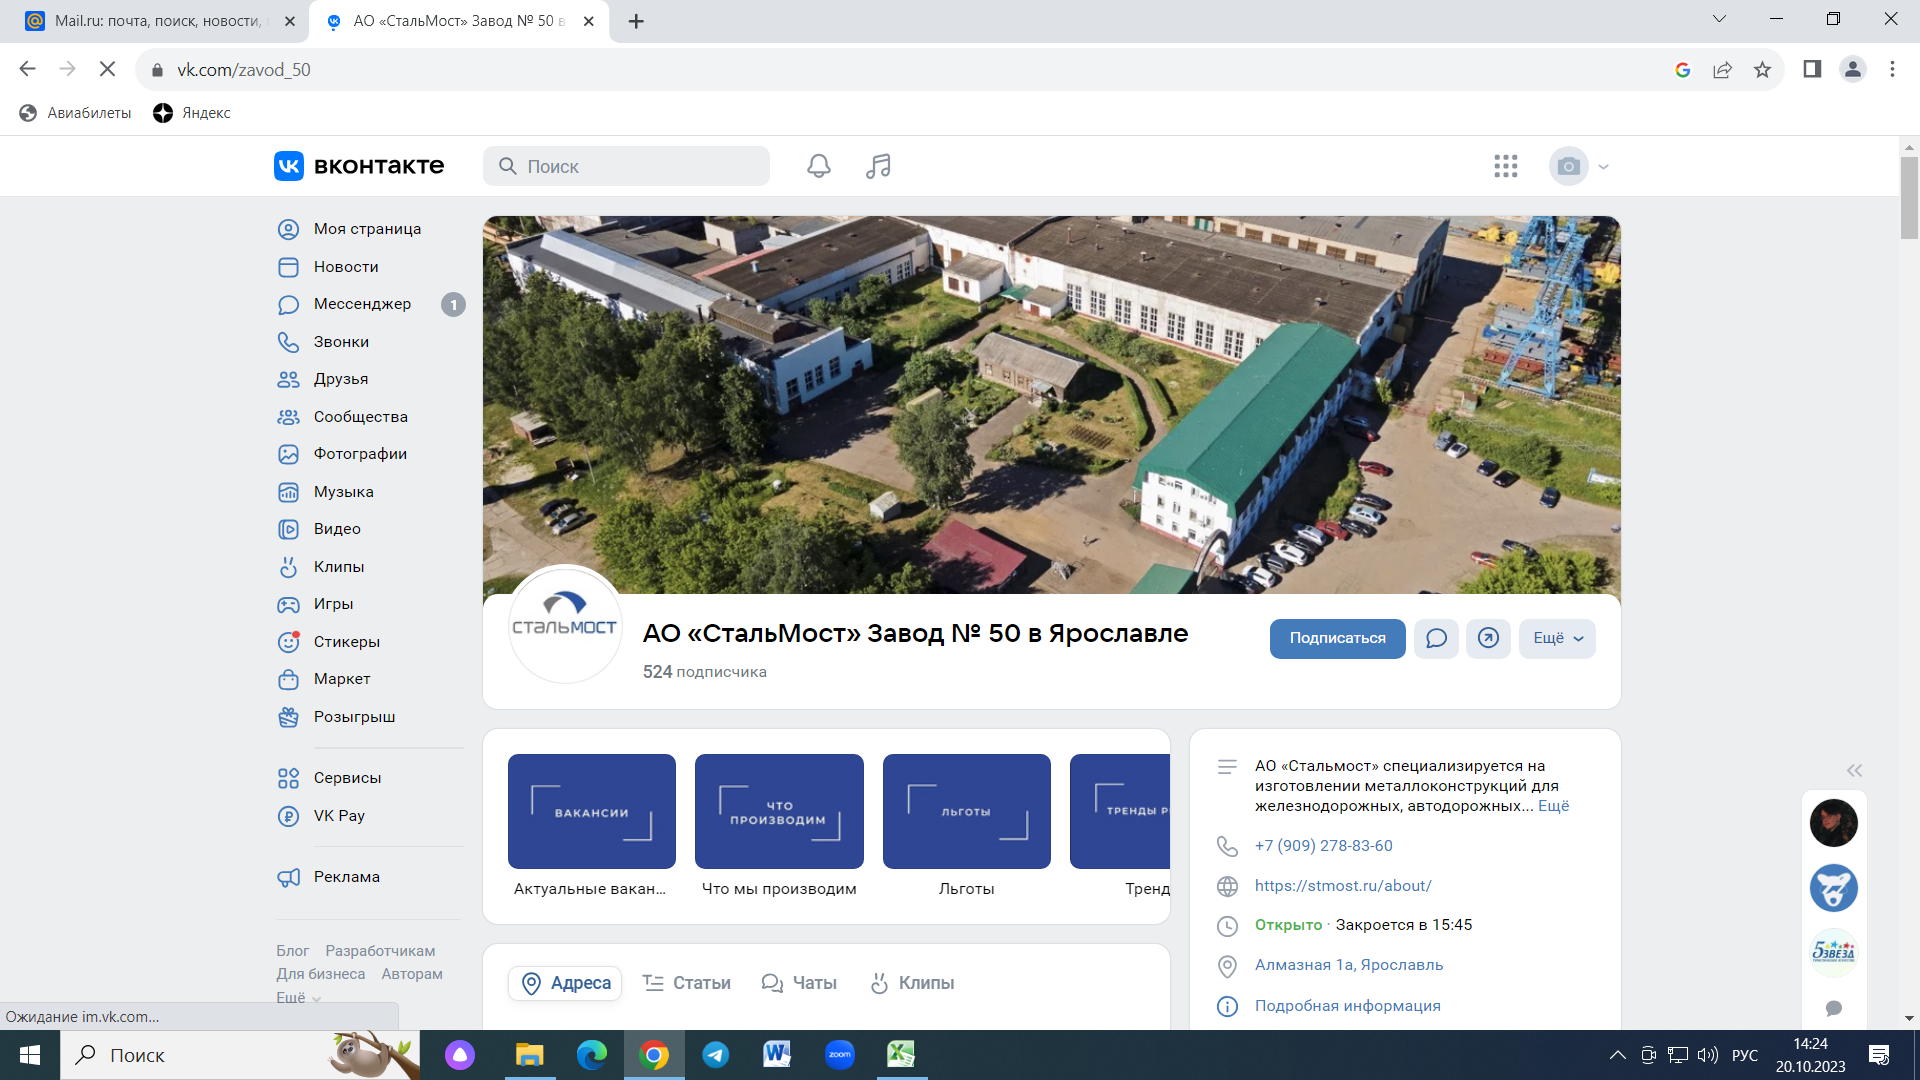 Mail.ru: почта, поиск, новости,
АО «СтальМост» Завод № 50 в
vk.com/zavod_50
Авиабилеты
Яндекс
вконтакте
Поиск
Моя страница
Новости
Мессенджер
1
Звонки
Друзья
Сообщества
Фотографии
Музыка
Видео
Клипы
Игры
Стикеры
Маркет
Розыгрыш
Сервисы
VK Pay
Реклама
Блог Разработчикам
Для бизнеса Авторам
Ещё
Ожидание im.vk.com...
стальмост
АО «СтальМост» Завод № 50 в Ярославле
524 подписчика
Подписаться
Ещё
ВАКАНСИИ
ЧТО
ПРОИЗВОДИМ
ЛЬГОТЫ
ТРЕНДЫ
Актуальные вакан...
Что мы производим
Льготы
Тренд
Адреса
Статьи
Чаты
Клипы
АО «Стальмост» специализируется на
изготовлении металлоконструкций для
железнодорожных, автодорожных... Ещё
+7 (909) 278-83-60
https://stmost.ru/about/
Открыто · Закроется в 15:45
Алмазная 1а, Ярославль
Подробная информация
5ЗВЕЗД
Поиск
zoom
РУС
14:24
20.10.2023